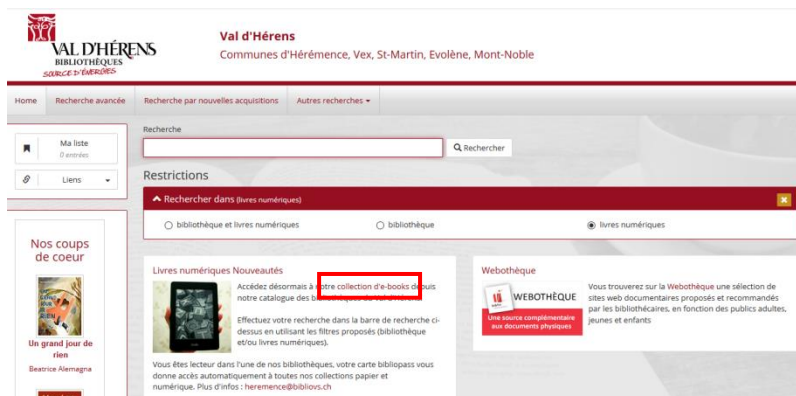 VAL D'HÉRENS
BIBLIOTHÈQUES
SOURCE D'ÉNERGIES
Val d'Hérens
Communes d'Hérémence, Vex, St-Martin, Evolène, Mont-Noble
Home
Recherche avancée
Recherche par nouvelles acquisitions
Autres recherches
Ma liste
0 entrées
Liens
Recherche
Rechercher
Restrictions
Rechercher dans (livres numériques)
bibliothèque et livres numériques
bibliothèque
livres numériques
Nos coups
de coeur
Un grand jour de
rien
Beatrice Alemagna
Livres numériques Nouveautés
Accédez désormais à notre collection d'e-books depuis
notre catalogue des bibliothèques du Val d'Hérens
Effectuez votre recherche dans la barre de recherche ci-
dessus en utilisant les filtres proposés (bibliothèque
et/ou livres numériques).
Vous êtes lecteur dans l'une de nos bibliothèques, votre carte bibliopass vous
donne accès automatiquement à toutes nos collections papier et
numérique. Plus d'infos : heremence@bibliovs.ch
Webothèque
WEBOTHÈQUE
Une source complémentaire
aux documents physiques
Vous trouverez sur la Webothèque une sélection de
sites web documentaires proposés et recommandés
par les bibliothécaires, en fonction des publics adultes,
jeunes et enfants